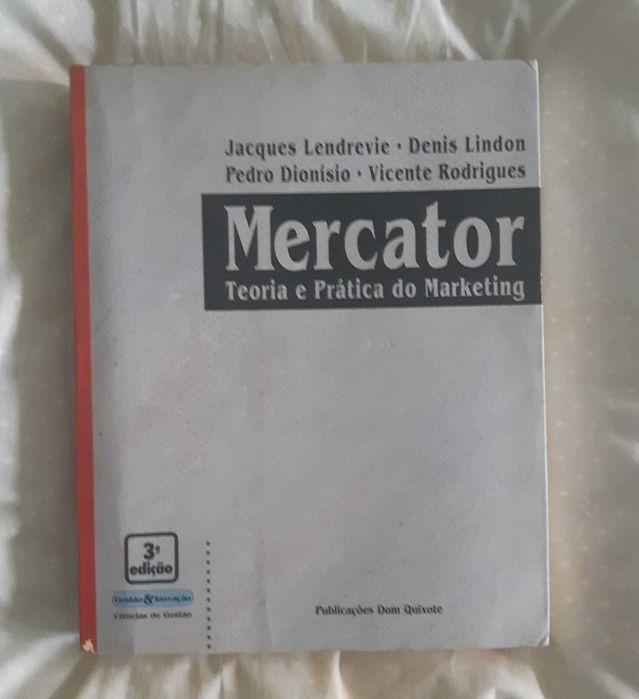 Jacques Lendrevie • Denis Lindon
Pedro Dionísio • Vicente Rodrigues
Mercator
Teoria e Prática do Marketing
3ª
edição
Gestão & Inovação
Ciências de Gestão
Publicações Dom Quixote